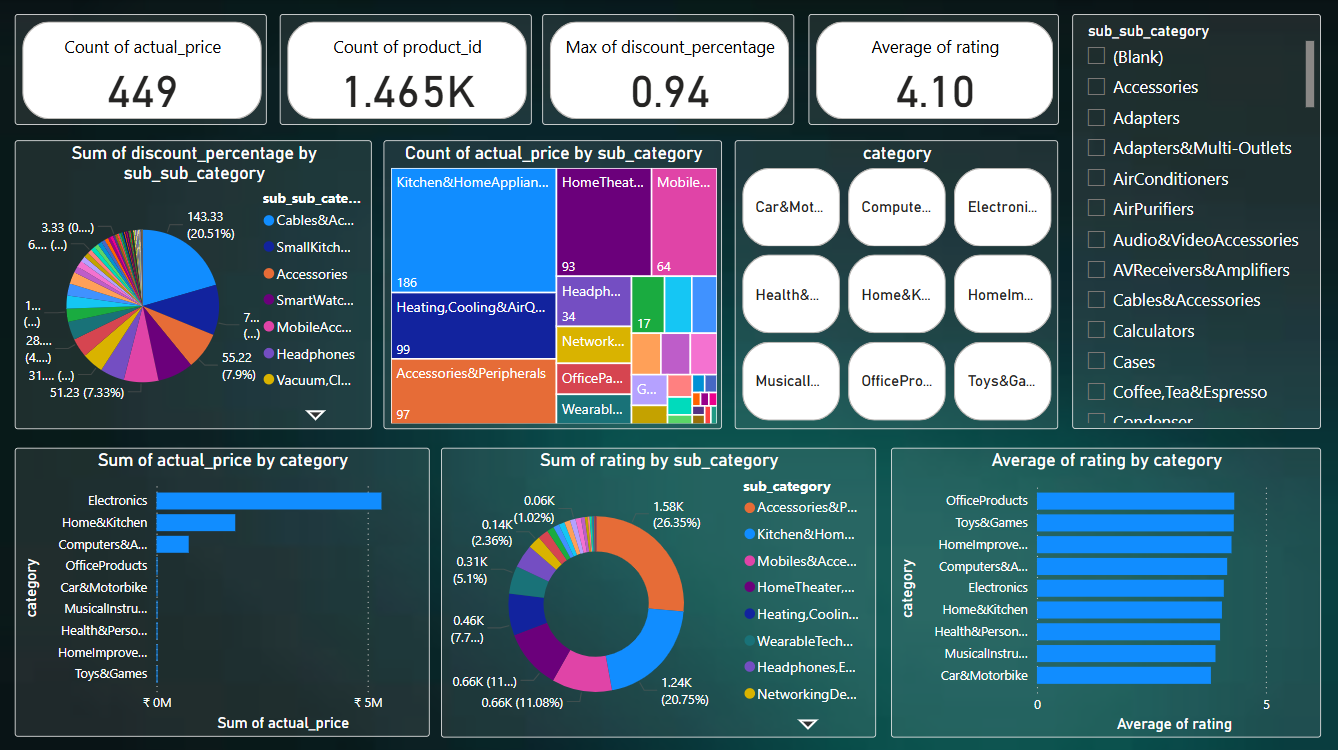 Count of actual_price
449
Count of product_id
1.465K
Max of discount_percentage
0.94
Average of rating
4.10
sub_sub_category
(Blank)
Accessories
Adapters
Adapters&Multi-Outlets
AirConditioners
AirPurifiers
Audio&VideoAccessories
AVReceivers&Amplifiers
Cables&Accessories
Calculators
Cases
Coffee,Tea&Espresso
Condenser
Sum of discount_percentage by
sub_sub_category
143.33
(20.51%)
7...
(...)
55.22
(7.9%)
51.23 (7.33%)
31.... (...)
28....
(4....)
1...
(...)
6.... (...)
3.33 (0....)
sub_sub_cate...
Cables&Ac...
SmallKitch...
Accessories
SmartWatc...
MobileAcc...
Headphones
Vacuum,Cl...
Count of actual_price by sub_category
Kitchen&HomeApplian...
186
Heating,Cooling&AirQ...
99
Accessories&Peripherals
97
HomeTheat...
93
Mobile...
64
Headph...
34
17
Network...
OfficePa...
Wearabl...
G...
category
Car&Mot...
Compute...
Electroni...
Health&...
Home&K...
HomeIm...
Musicall...
OfficePro...
Toys&Ga...
Sum of actual_price by category
category
Electronics
Home&Kitchen
Computers&A...
OfficeProducts
Car&Motorbike
MusicalInstru...
Health&Perso...
HomeImprove...
Toys&Games
₹ 0M
₹ 5M
Sum of actual_price
Sum of rating by sub_category
1.58K
(26.35%)
1.24K
(20.75%)
0.66K (11.08%)
0.66K (11...)
0.46K
(7.7...)
0.31K
(5.1%)
0.14K
(2.36%)
0.06K
(1.02%)
sub_category
Accessories&P...
Kitchen&Hom...
Mobiles&Acce...
HomeTheater,...
Heating,Coolin...
WearableTech...
Headphones,E...
NetworkingDe...
Average of rating by category
category
OfficeProducts
Toys&Games
HomeImprove...
Computers&A...
Electronics
Home&Kitchen
Health&Person...
MusicalInstru...
Car&Motorbike
0
5
Average of rating